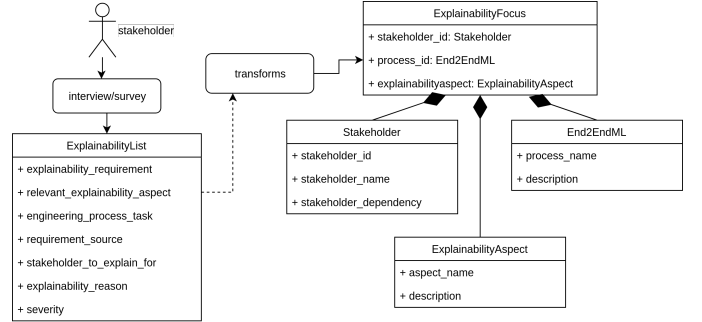 stakeholder
interview/survey
ExplainabilityList
+ explainability_requirement
+ relevant_explainability_aspect
+ engineering_process_task
+ requirement_source
+ stakeholder_to_explain_for
+ explainability_reason
+ severity
transforms
ExplainabilityFocus
+ stakeholder_id: Stakeholder
+ process_id: End2EndML
+ explainabilityaspect: ExplainabilityAspect
Stakeholder
+ stakeholder_id
+ stakeholder_name
+ stakeholder_dependency
End2EndML
+ process_name
+ description
ExplainabilityAspect
+ aspect_name
+ description